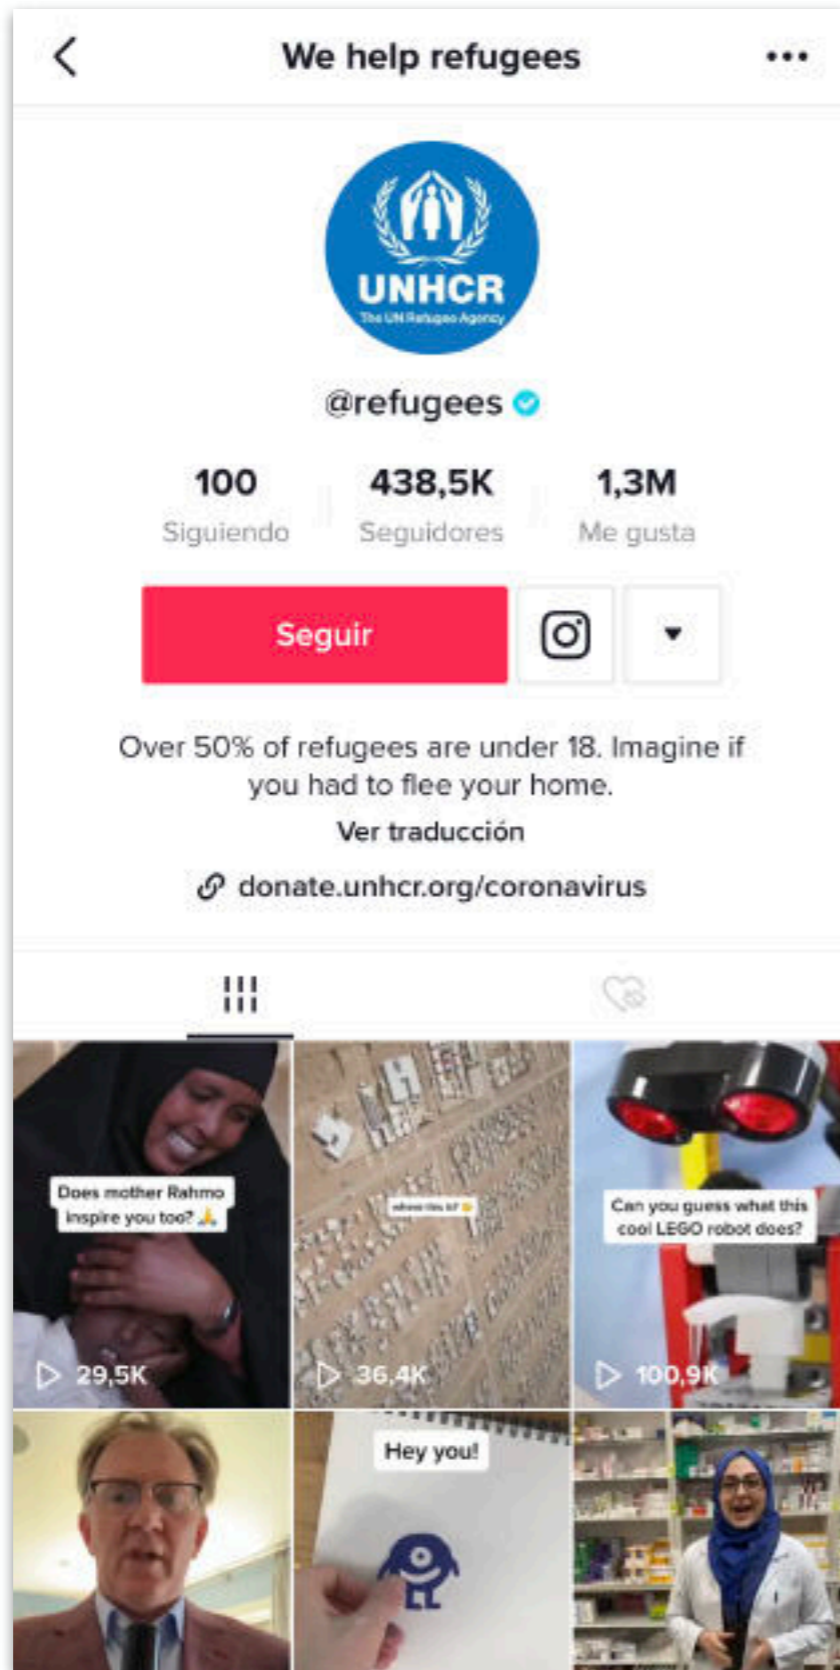 We help refugees
UNHCR
The UN Refugee Agency
@refugees
100
438,5K
1,3M
Siguiendo
Seguidores
Me gusta
Seguir
Over 50% of refugees are under 18. Imagine if
you had to flee your home.
Ver traducción
donate.unhcr.org/coronavirus
Does mother Rahmo
inspire you too? 🙏
Can you guess what this
cool LEGO robot does?
29,5K
36,4K
100,9K
Hey you!